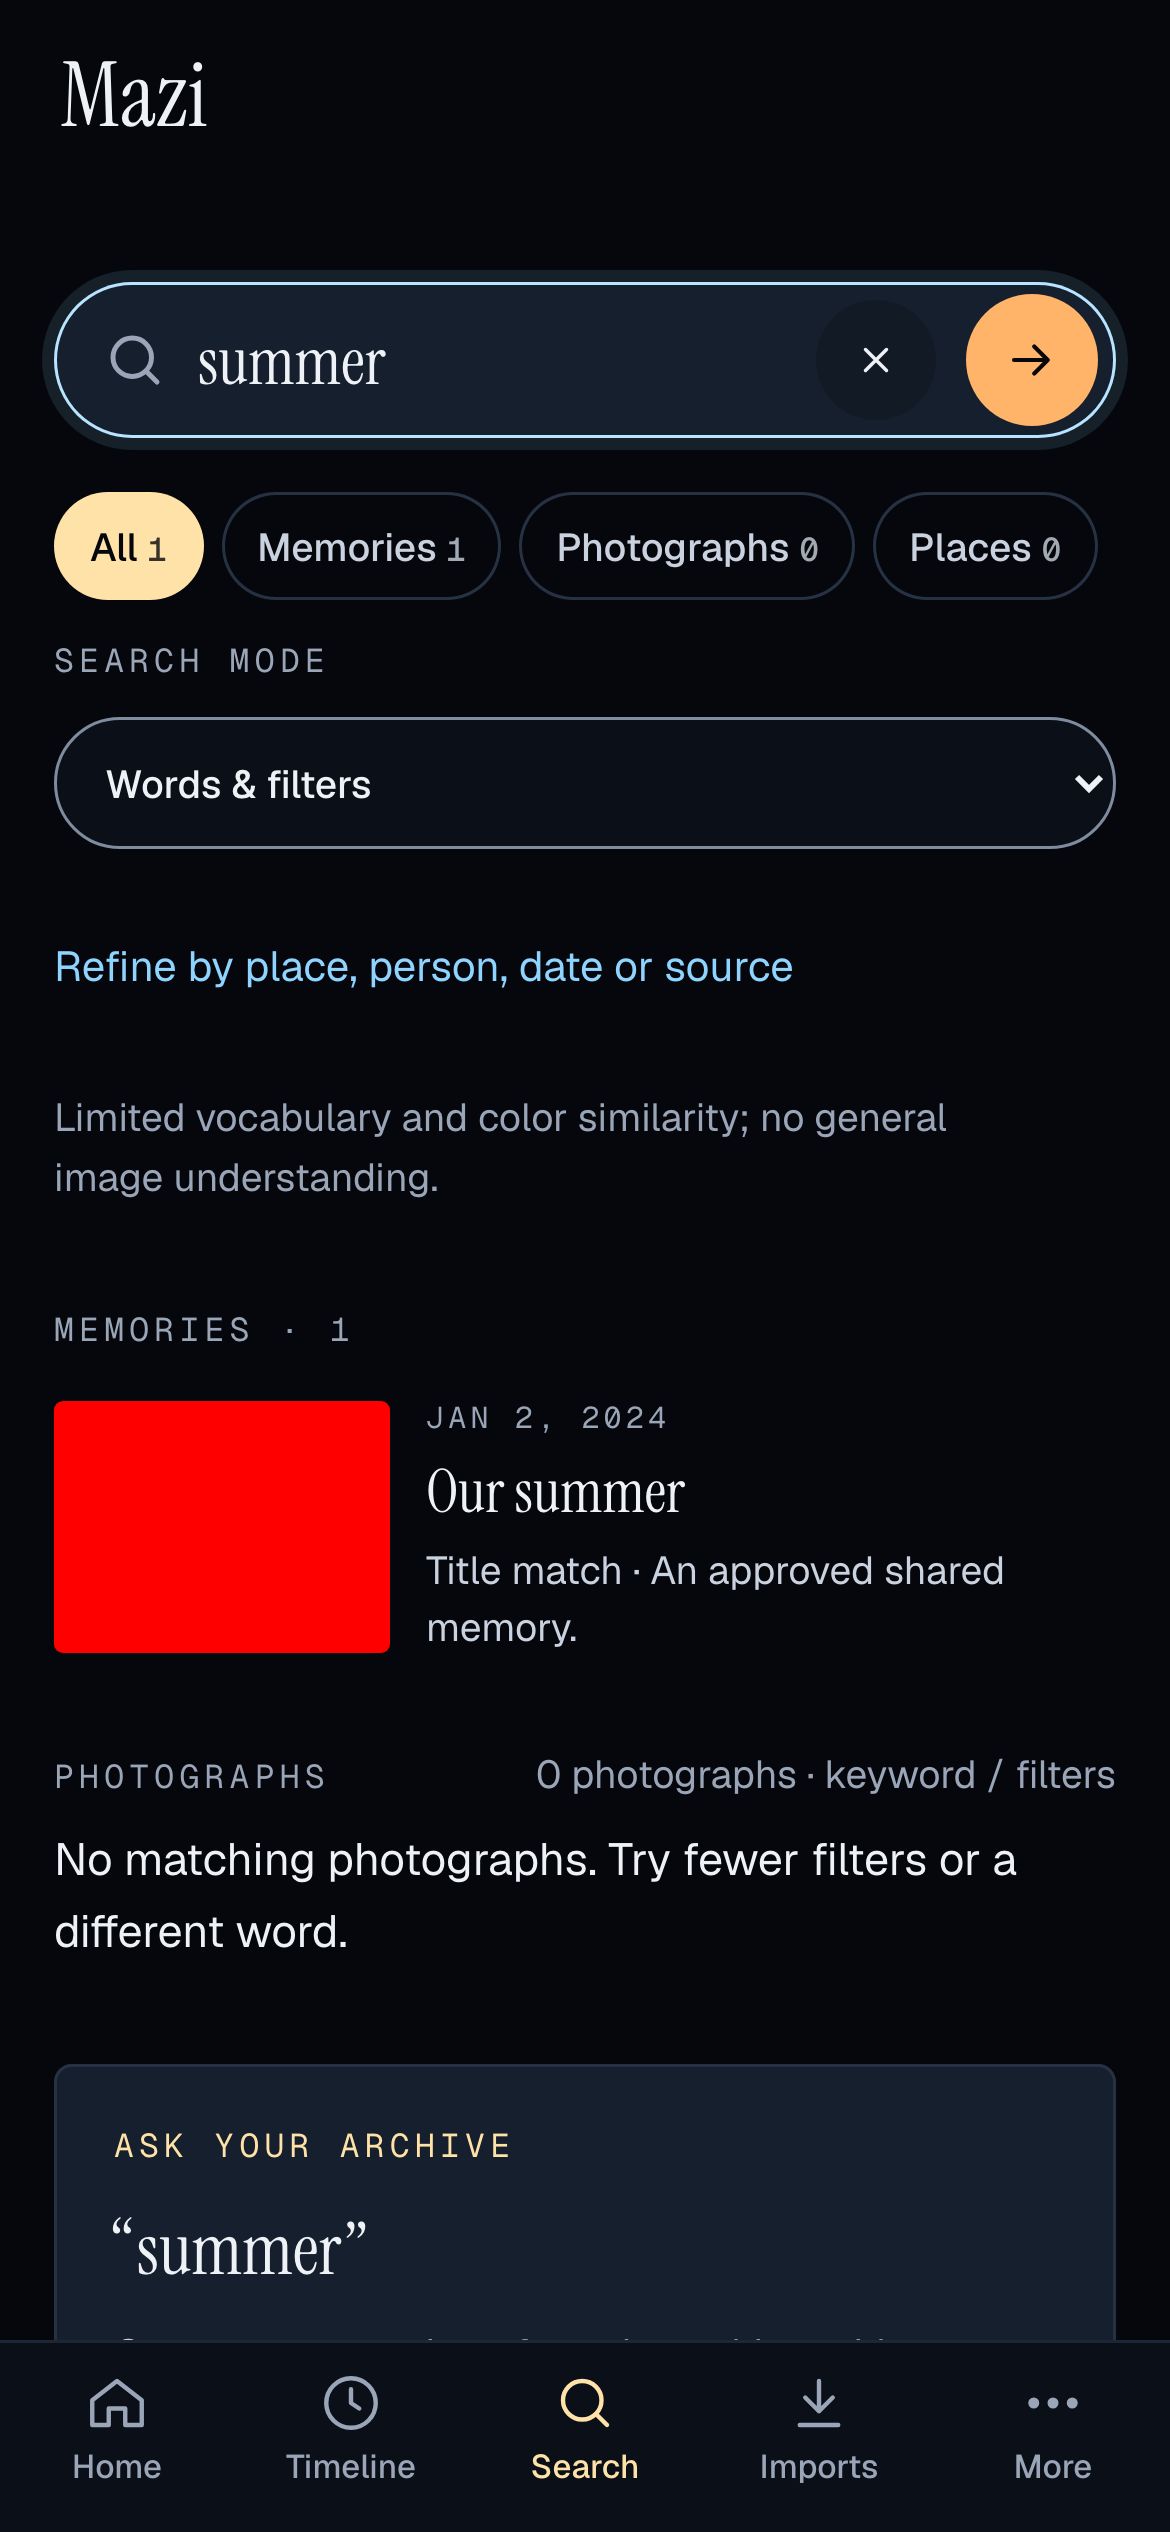 Mazi
summer
All 1 Memories 1 Photographs 0 Places 0
SEARCH MODE
Words & filters
Refine by place, person, date or source
Limited vocabulary and color similarity; no general
image understanding.
MEMORIES · 1
JAN 2, 2024
Our summer
Title match · An approved shared
memory.
PHOTOGRAPHS 0 photographs · keyword / filters
No matching photographs. Try fewer filters or a
different word.
ASK YOUR ARCHIVE
“summer”
Home Timeline Search Imports More